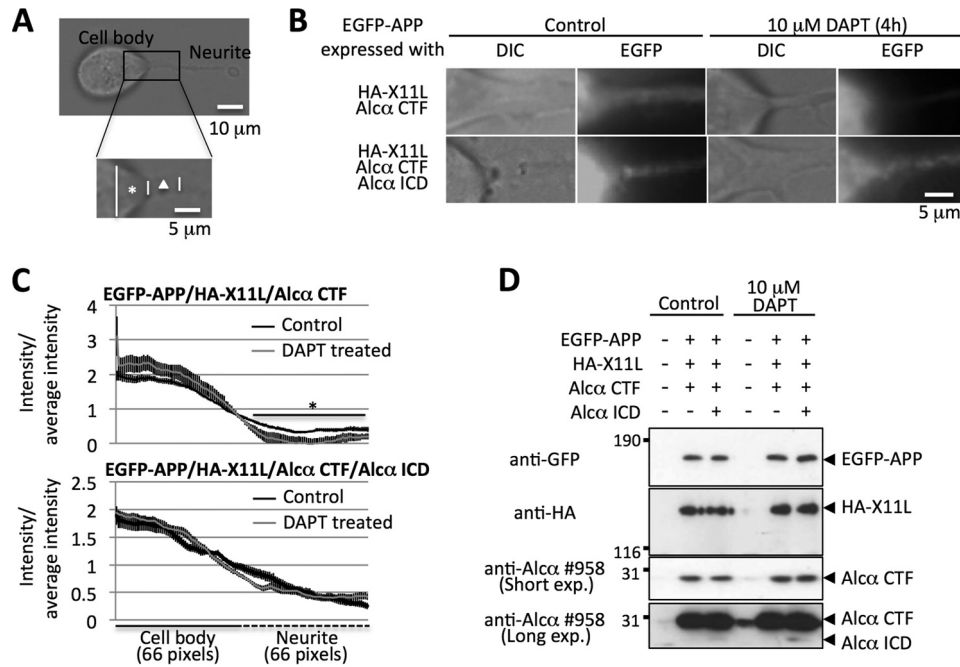 A
Cell body
Neurite
10 μm
*
5 μm
B
EGFP-APP
expressed with
Control
10 μM DAPT (4h)
DIC
EGFP
DIC
EGFP
HA-X11L
Alcα CTF
HA-X11L
Alcα CTF
Alcα ICD
5 μm
C
EGFP-APP/HA-X11L/Alcα CTF
Intensity/
average intensity
4
3
2
1
0
Control
DAPT treated
*
EGFP-APP/HA-X11L/Alcα CTF/Alcα ICD
Intensity/
average intensity
2.5
2
1.5
1
0.5
0
Control
DAPT treated
Cell body
(66 pixels)
Neurite
(66 pixels)
D
Control
10 μM
DAPT
EGFP-APP - + + - + +
HA-X11L - + + - + +
Alcα CTF - + + - + +
Alcα ICD - - + - - +
190
anti-GFP
EGFP-APP
anti-HA
HA-X11L
116
anti-Alcα #958
(Short exp.)
31
Alcα CTF
anti-Alcα #958
(Long exp.)
31
Alcα CTF
Alcα ICD